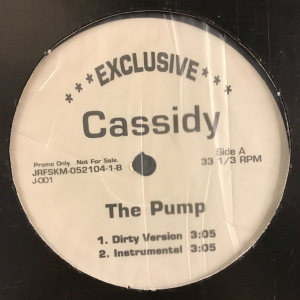 ***EXCLUSIVE***
Cassidy
Promo Only. Not For Sale.
JRFSKM-052104-1-B
J-001
Side A
33 1/3 RPM
The Pump
1. Dirty Version 3:05
2. Instrumental 3:05